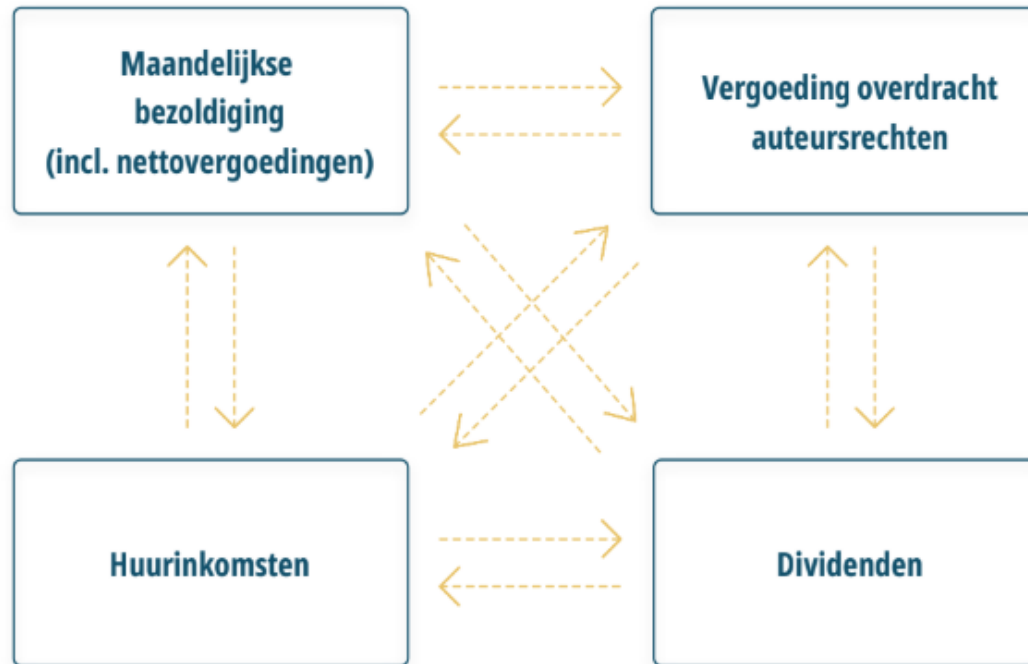 Maandelijkse
bezoldiging
(incl. nettovergoedingen)
Vergoeding overdracht
auteursrechten
Huurinkomsten
Dividenden